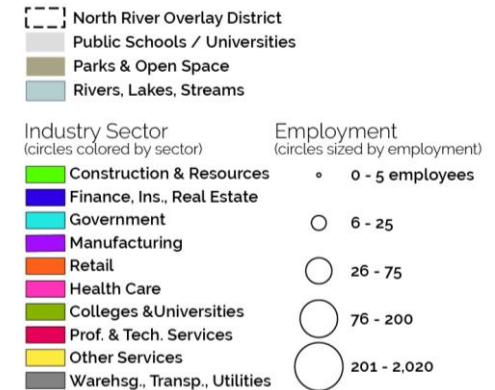 North River Overlay District
Public Schools / Universities
Parks & Open Space
Rivers, Lakes, Streams
Industry Sector
(circles colored by sector)
Construction & Resources
Finance, Ins., Real Estate
Government
Manufacturing
Retail
Health Care
Colleges &Universities
Prof. & Tech. Services
Other Services
Warehsg., Transp., Utilities
Employment
(circles sized by employment)
0 - 5 employees
6 - 25
26 - 75
76 - 200
201 - 2,020